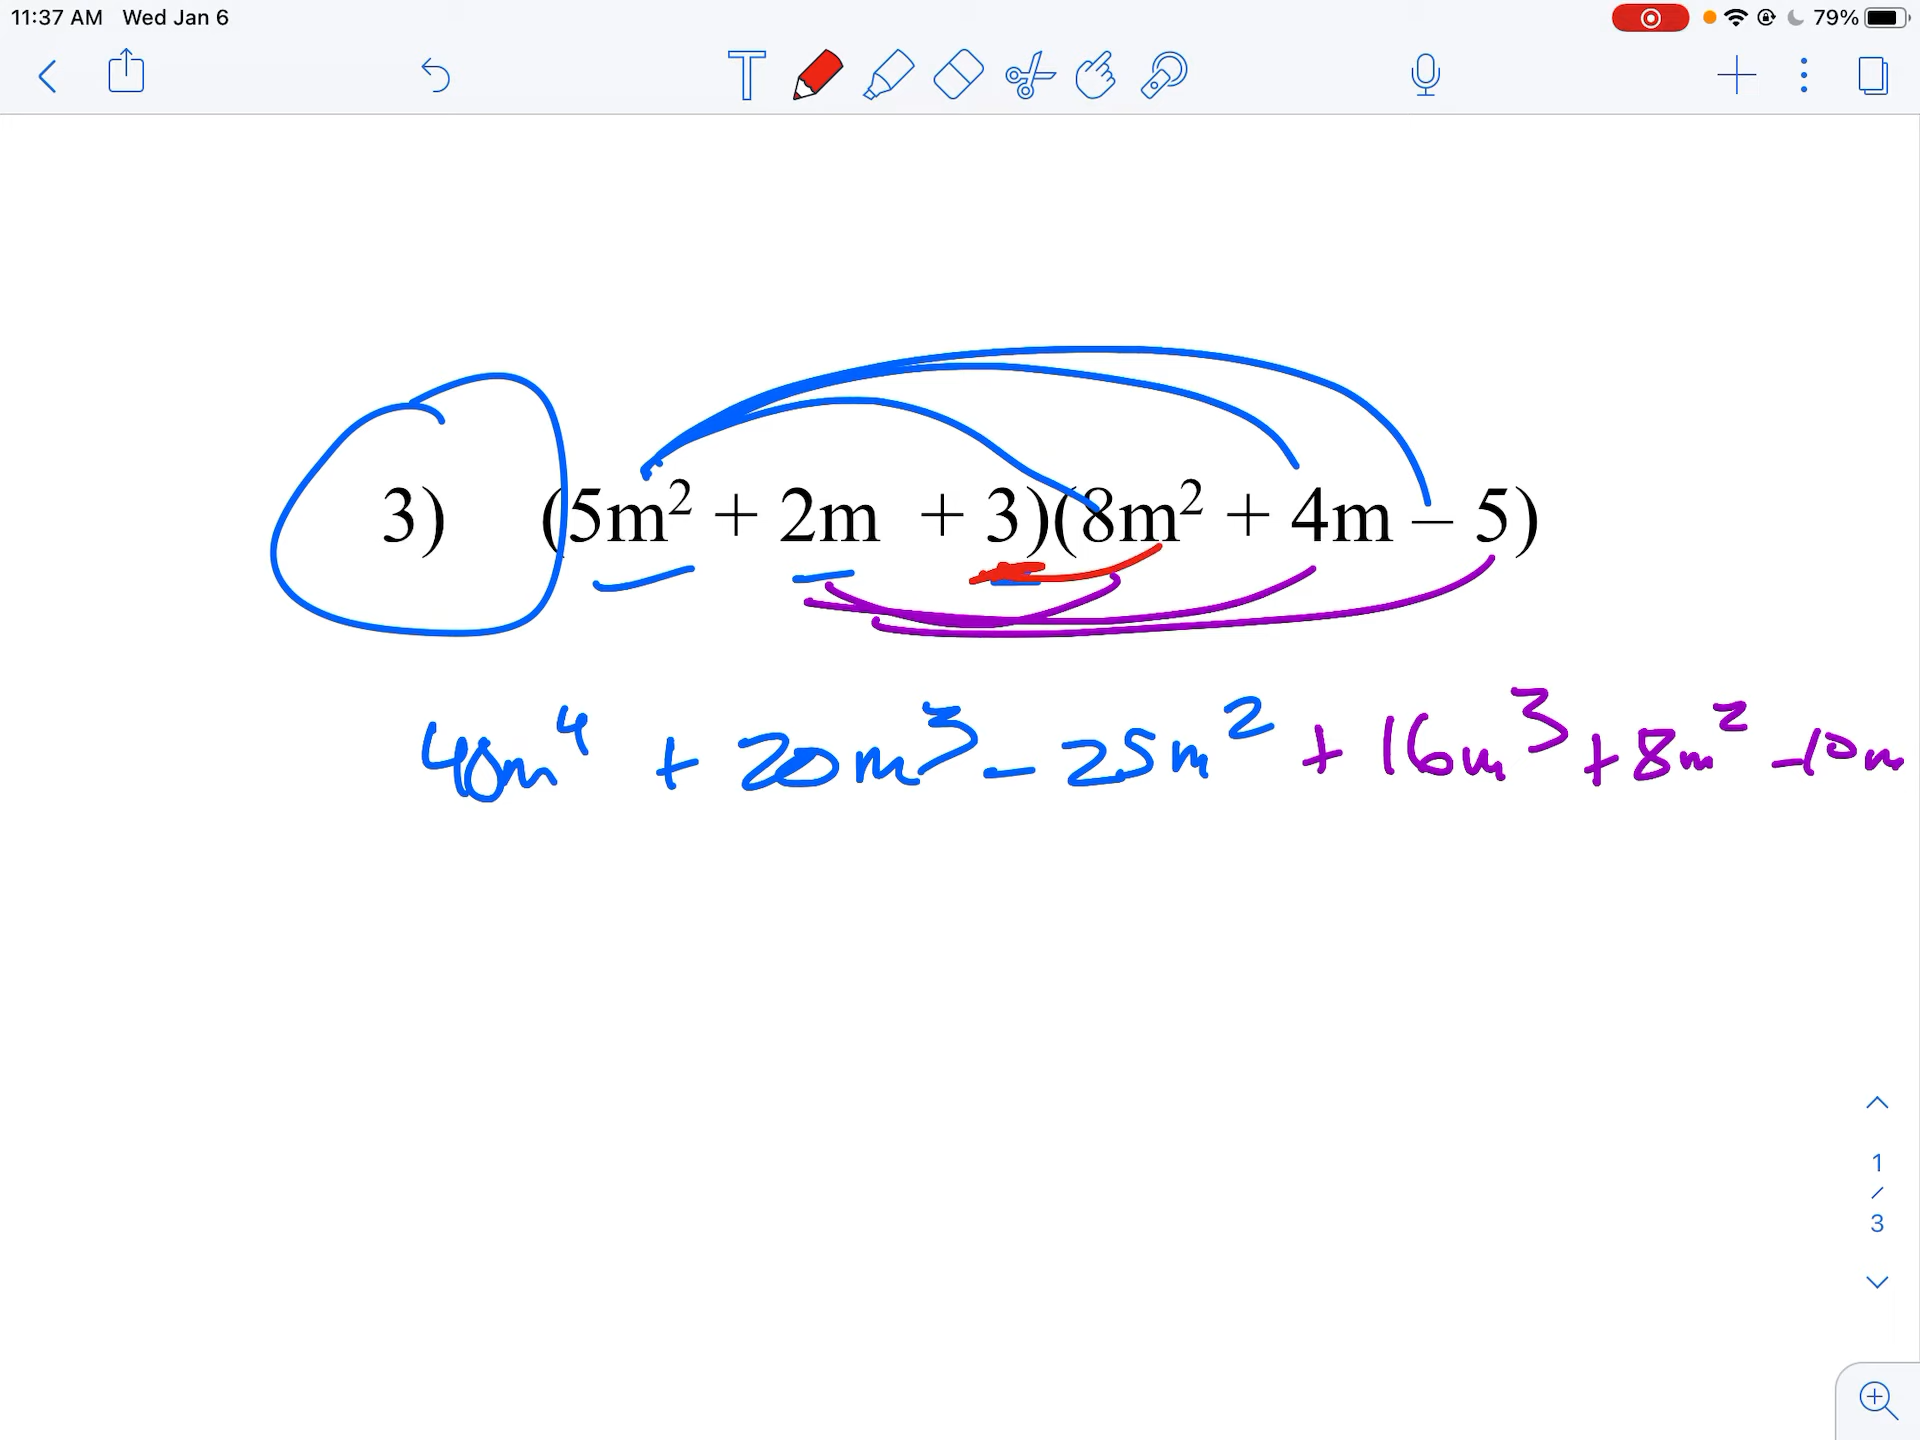 11:37 AM Wed Jan 6 79%
T
3) (5m² + 2m + 3)(8m² + 4m – 5)
40m⁴ + 20m³ - 25m² + 16m³ + 8m² - 10m
1
/
3